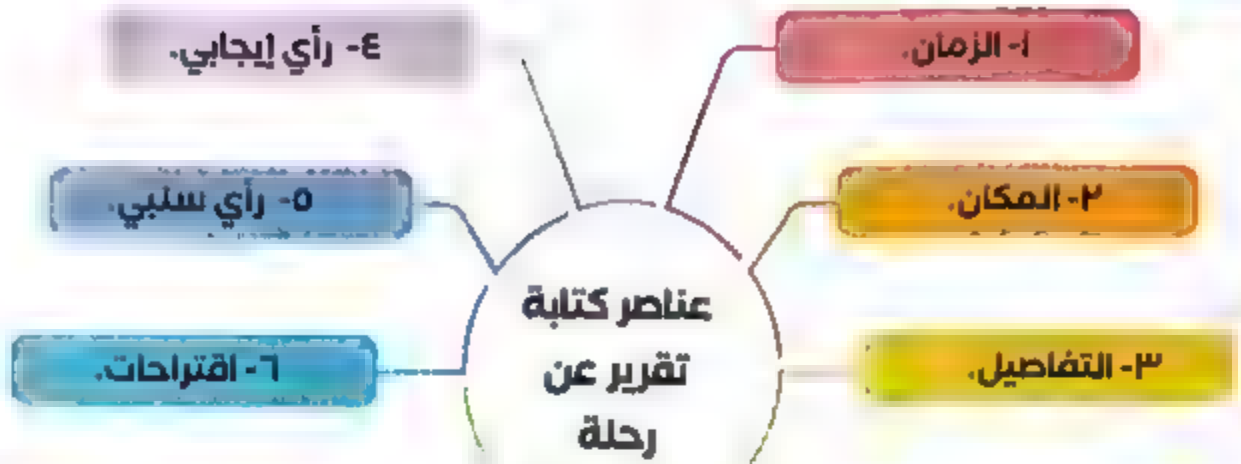 عناصر كتابة
تقرير عن
رحلة
١- الزمان.
٢- المكان.
٣- التفاصيل.
٤- رأي إيجابي.
٥- رأي سلبي.
٦- اقتراحات.